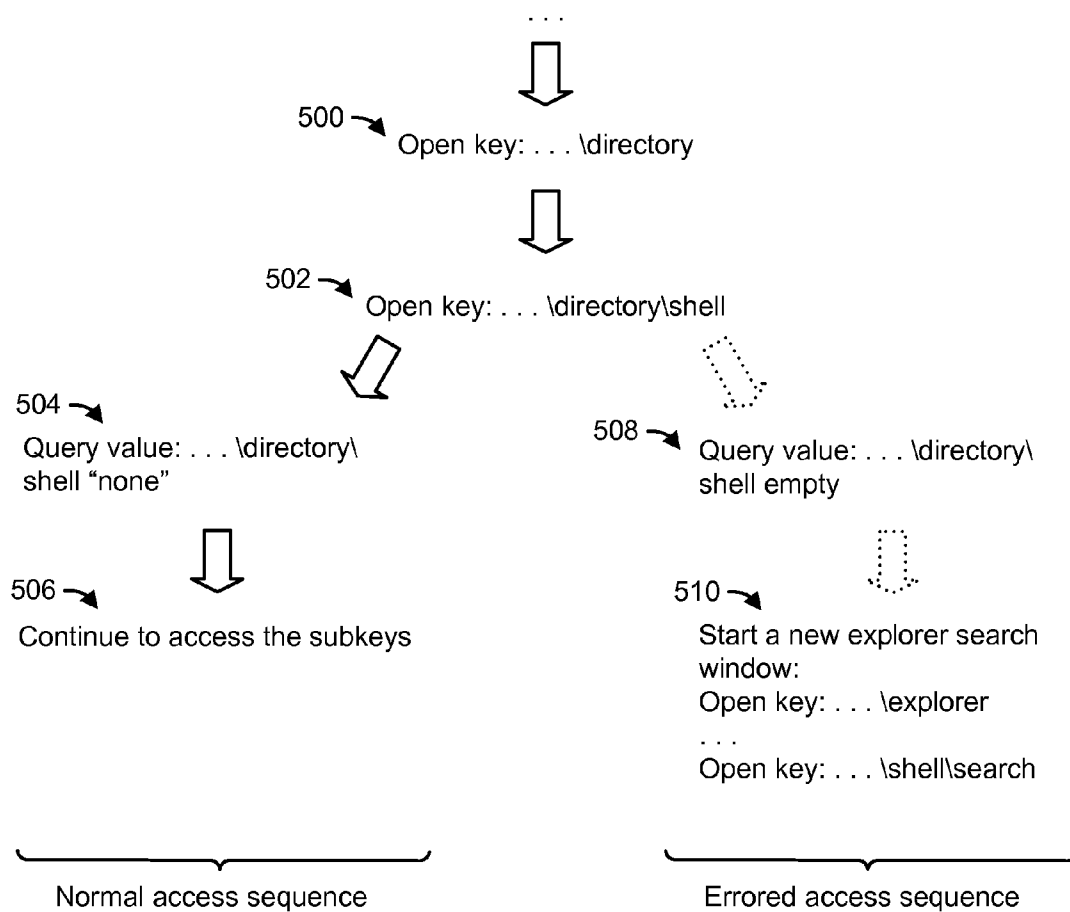 . . .
500
Open key: . . . \directory
502
Open key: . . . \directory\shell
504
Query value: . . . \directory\
shell “none”
508
Query value: . . . \directory\
shell empty
506
Continue to access the subkeys
510
Start a new explorer search
window:
Open key: . . . \explorer
. . .
Open key: . . . \shell\search
Normal access sequence
Errored access sequence